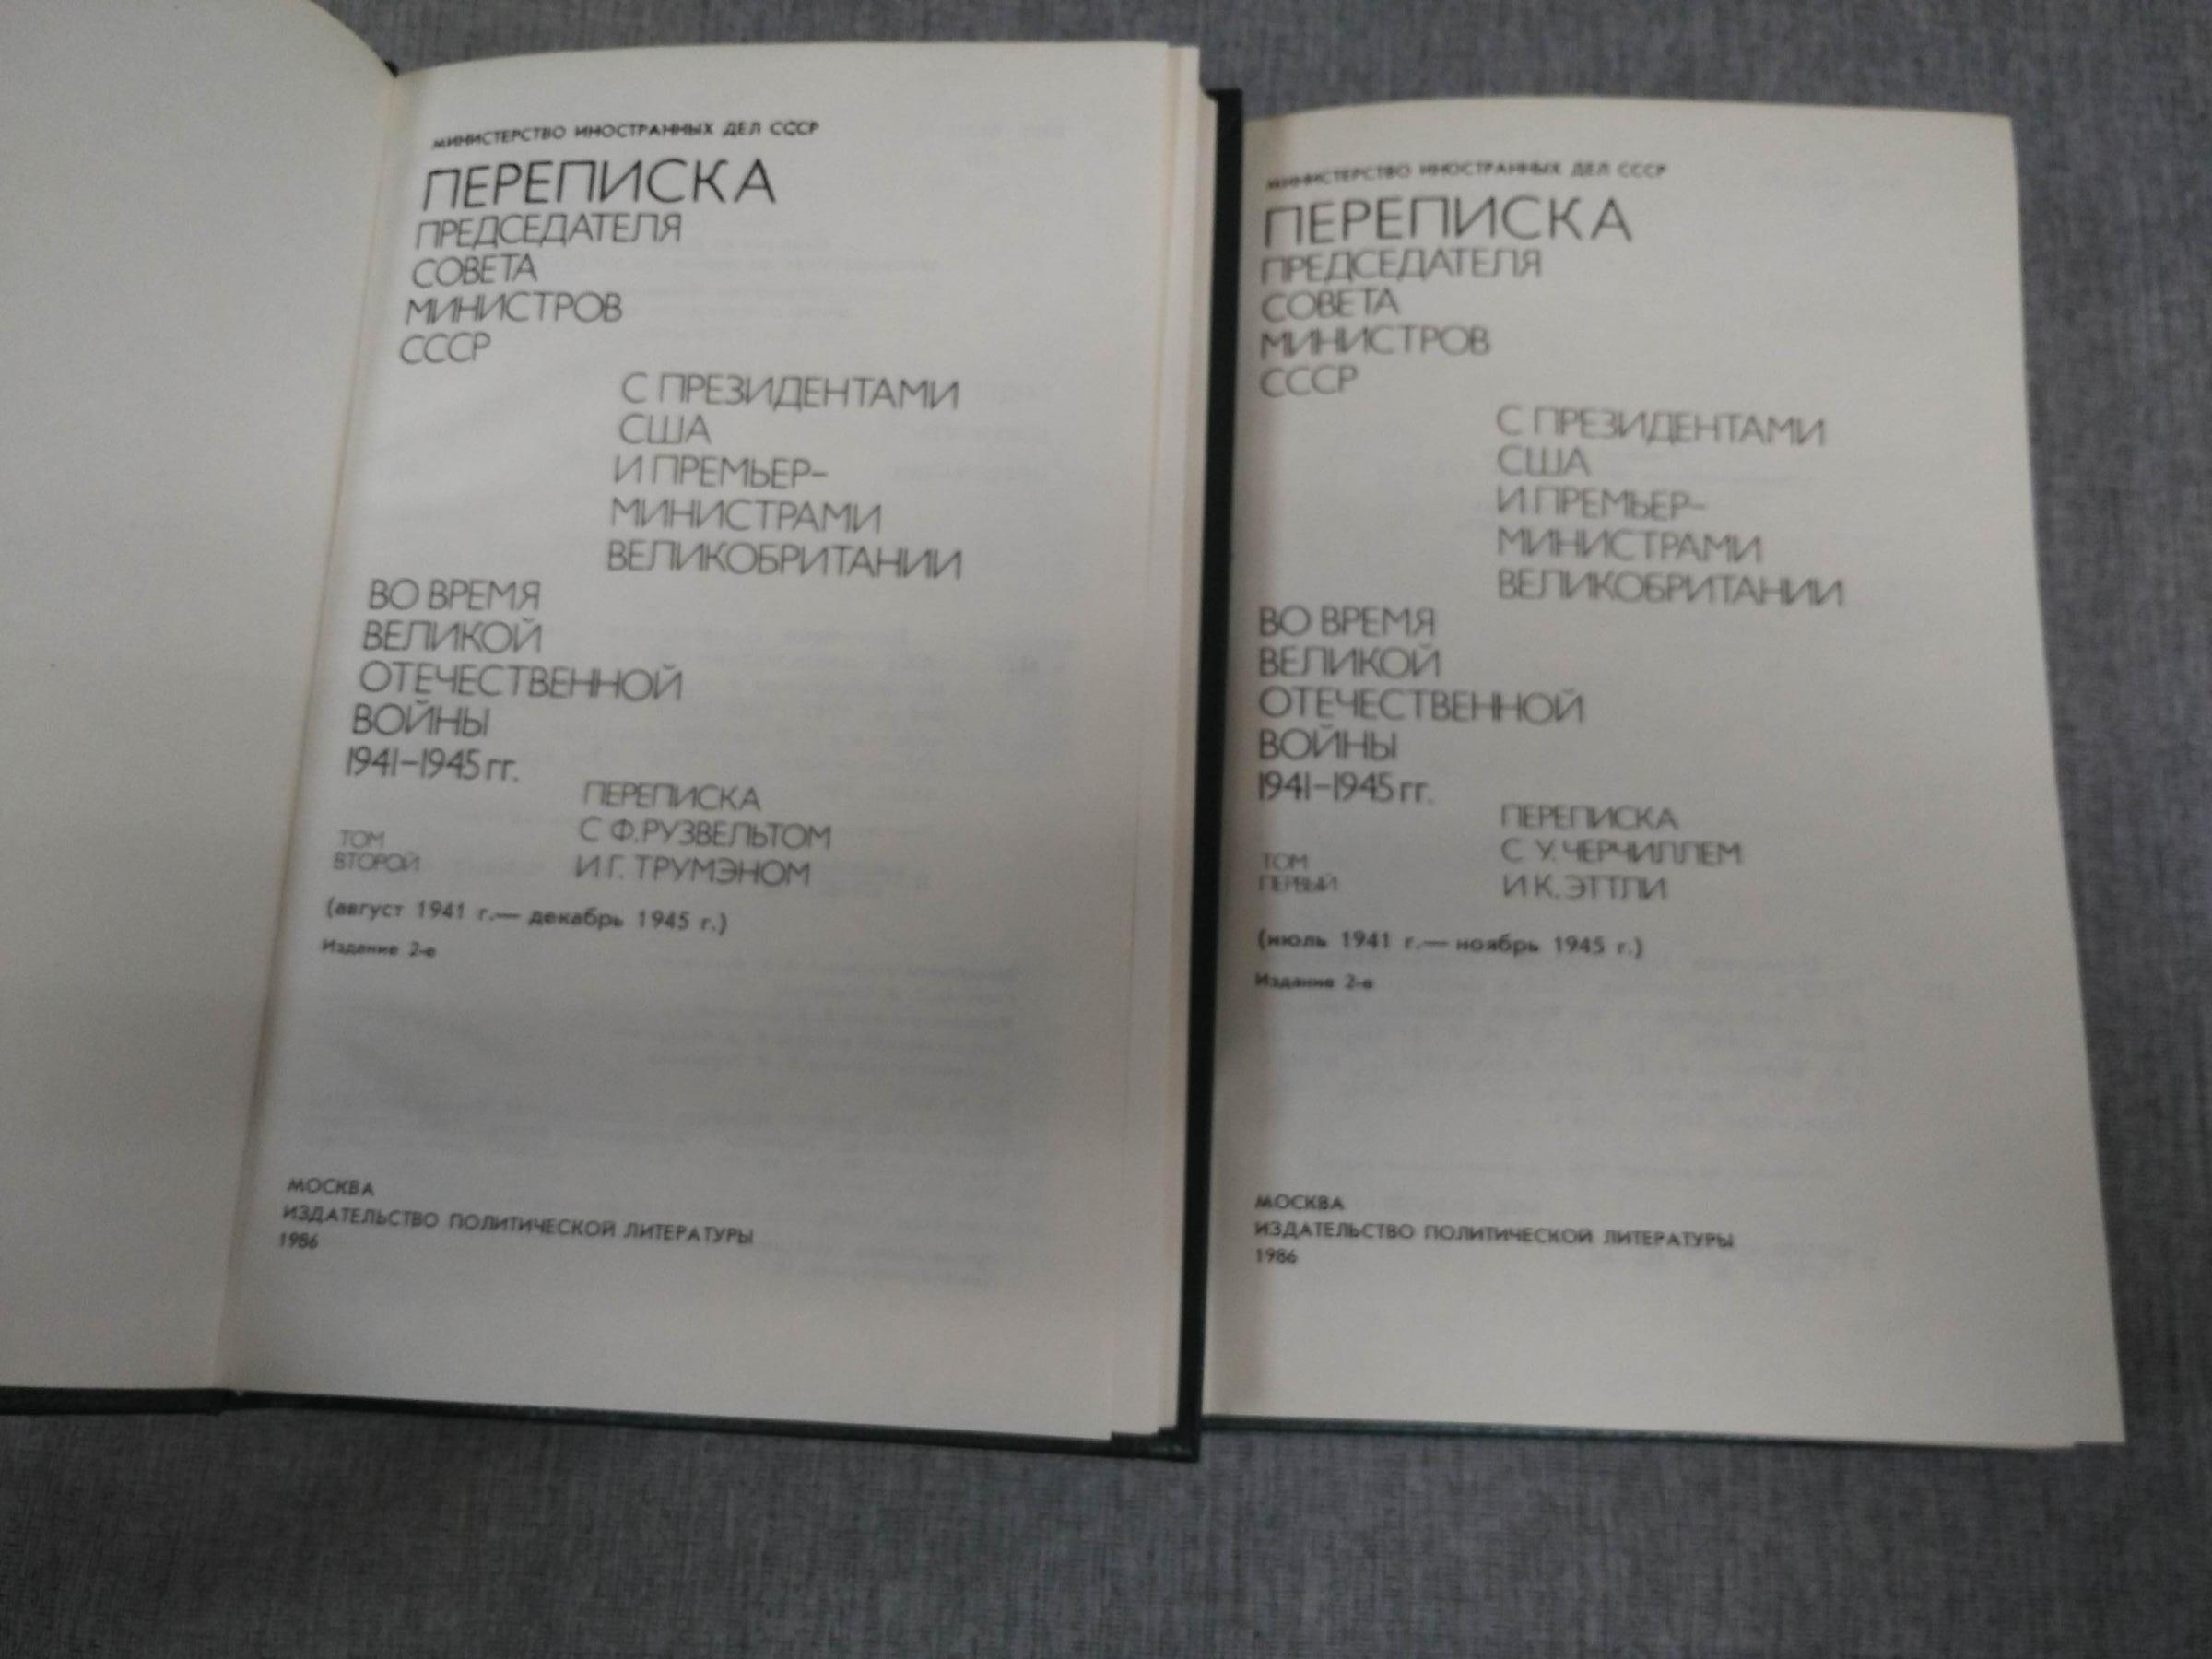 МИНИСТЕРСТВО ИНОСТРАННЫХ ДЕЛ СССР
ПЕРЕПИСКА
ПРЕДСЕДАТЕЛЯ
СОВЕТА
МИНИСТРОВ
СССР
С ПРЕЗИДЕНТАМИ
США
И ПРЕМЬЕР-
МИНИСТРАМИ
ВЕЛИКОБРИТАНИИ
ВО ВРЕМЯ
ВЕЛИКОЙ
ОТЕЧЕСТВЕННОЙ
ВОЙНЫ
1941–1945 гг.
ПЕРЕПИСКА
С Ф. РУЗВЕЛЬТОМ
И Г. ТРУМЭНОМ
ТОМ
ВТОРОЙ
(август 1941 г.— декабрь 1945 г.)
Издание 2-е
МОСКВА
ИЗДАТЕЛЬСТВО ПОЛИТИЧЕСКОЙ ЛИТЕРАТУРЫ
1986
МИНИСТЕРСТВО ИНОСТРАННЫХ ДЕЛ СССР
ПЕРЕПИСКА
ПРЕДСЕДАТЕЛЯ
СОВЕТА
МИНИСТРОВ
СССР
С ПРЕЗИДЕНТАМИ
США
И ПРЕМЬЕР-
МИНИСТРАМИ
ВЕЛИКОБРИТАНИИ
ВО ВРЕМЯ
ВЕЛИКОЙ
ОТЕЧЕСТВЕННОЙ
ВОЙНЫ
1941–1945 гг.
ПЕРЕПИСКА
С У. ЧЕРЧИЛЛЕМ
И К. ЭТТЛИ
ТОМ
ПЕРВЫЙ
(июль 1941 г.— ноябрь 1945 г.)
Издание 2-е
МОСКВА
ИЗДАТЕЛЬСТВО ПОЛИТИЧЕСКОЙ ЛИТЕРАТУРЫ
1986